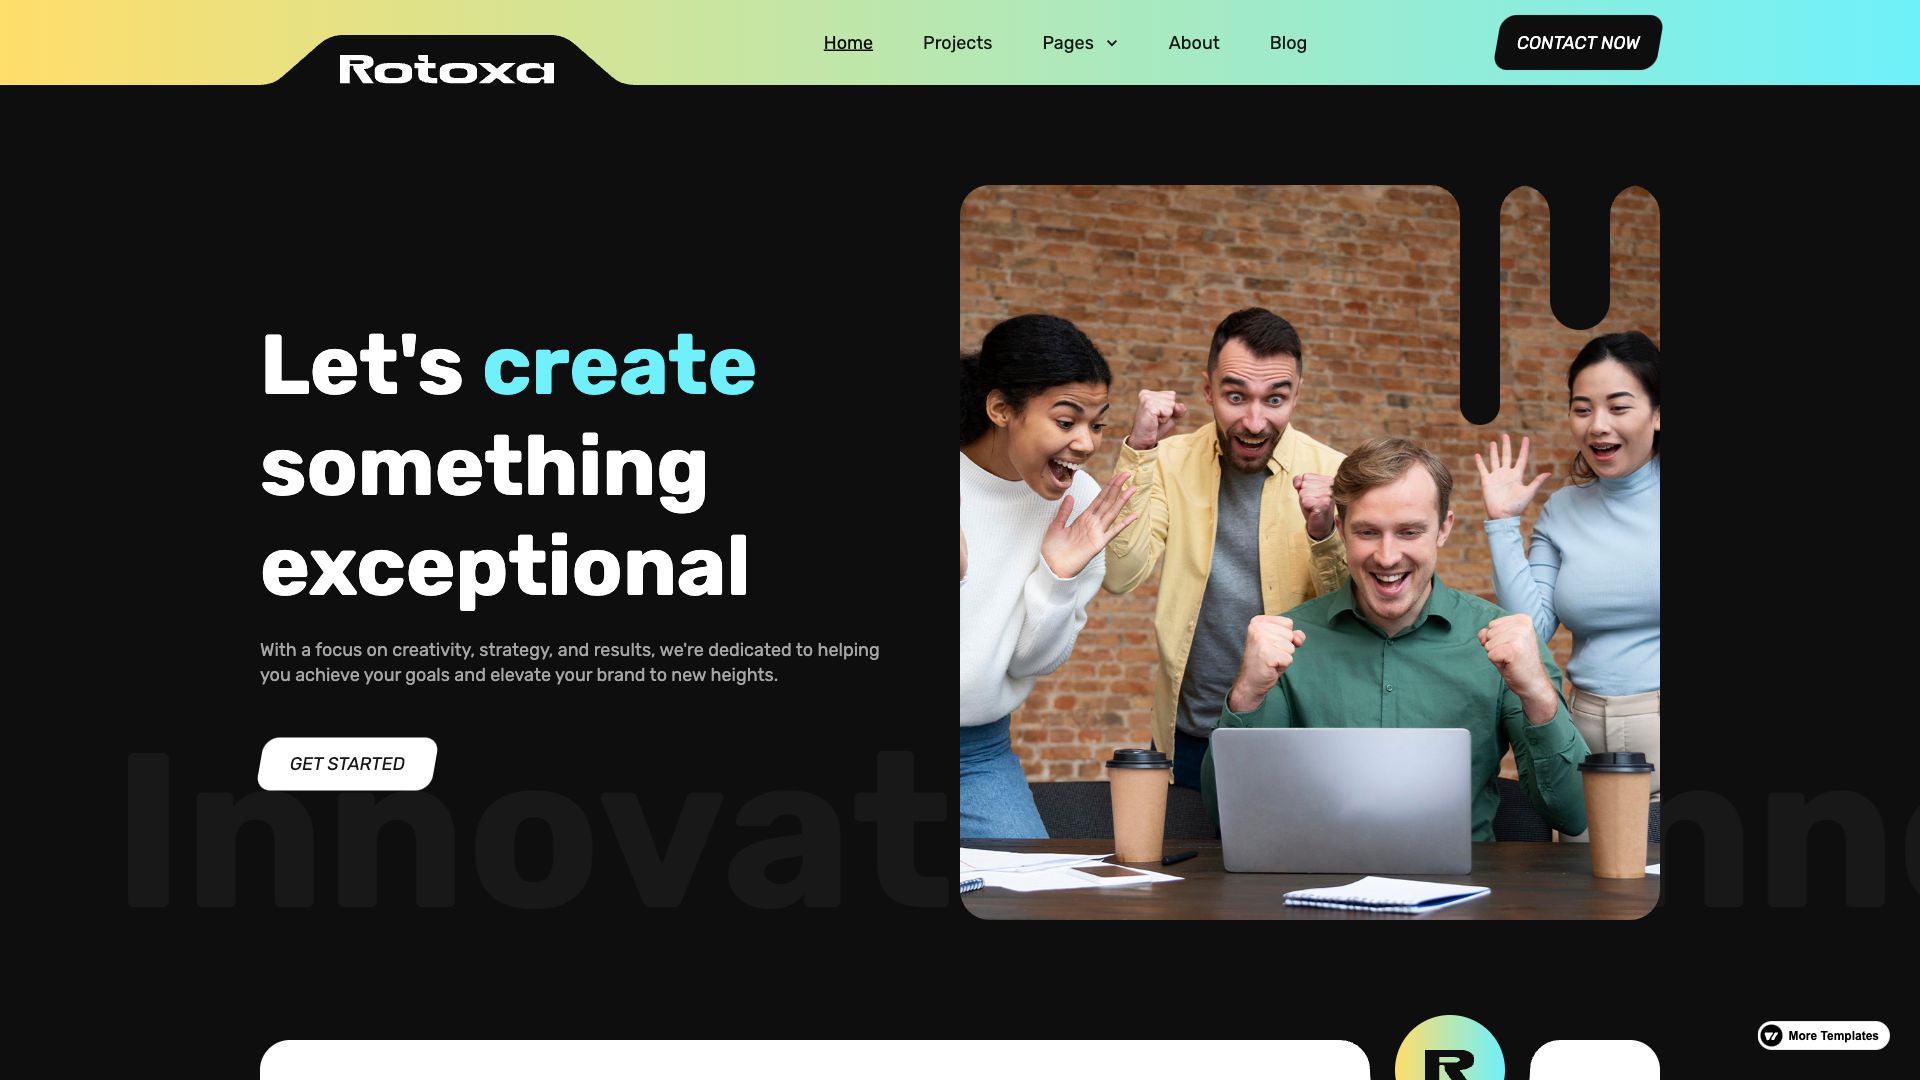 Rotoxa
Home
Projects
Pages
About
Blog
CONTACT NOW
Let's create
something
exceptional
With a focus on creativity, strategy, and results, we're dedicated to helping
you achieve your goals and elevate your brand to new heights.
GET STARTED
Innovat
nn
More Templates
R